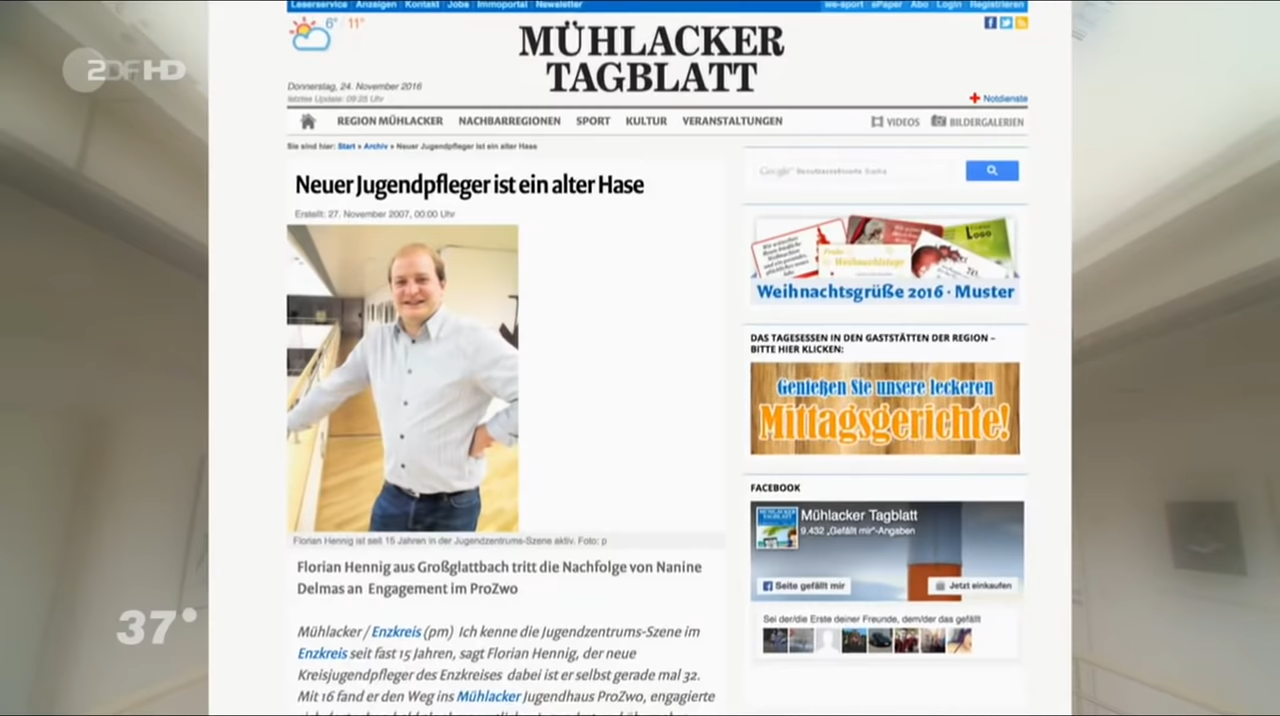 Leserservice Anzeigen Kontakt Jobs Immoportal Newsletter
we-sport ePaper Abo Login Registrieren
6° 11°
ZDF HD
MÜHLACKER
TAGBLATT
Donnerstag, 24. November 2016
letztes Update: 09:25 Uhr
Notdienste
REGION MÜHLACKER NACHBARREGIONEN SPORT KULTUR VERANSTALTUNGEN VIDEOS BILDERGALERIEN
Sie sind hier: Start » Archiv » Neuer Jugendpfleger ist ein alter Hase
Google Benutzerdefinierte Suche
Neuer Jugendpfleger ist ein alter Hase
Erstellt: 27. November 2007, 00:00 Uhr
LOGO
Weihnachtsgrüße 2016 · Muster
DAS TAGESESSEN IN DEN GASTSTÄTTEN DER REGION –
BITTE HIER KLICKEN:
Genießen Sie unsere leckeren
Mittagsgerichte!
FACEBOOK
MÜHLACKER
TAGBLATT
Mühlacker Tagblatt
9.432 „Gefällt mir“-Angaben
Seite gefällt mir
Jetzt einkaufen
Sei der/die Erste deiner Freunde, dem/der das gefällt
Florian Hennig ist seit 15 Jahren in der Jugendzentrums-Szene aktiv. Foto: p
Florian Hennig aus Großglattbach tritt die Nachfolge von Nanine
Delmas an Engagement im ProZwo
Mühlacker / Enzkreis (pm) Ich kenne die Jugendzentrums-Szene im
Enzkreis seit fast 15 Jahren, sagt Florian Hennig, der neue
Kreisjugendpfleger des Enzkreises dabei ist er selbst gerade mal 32.
Mit 16 fand er den Weg ins Mühlacker Jugendhaus ProZwo, engagierte
37°